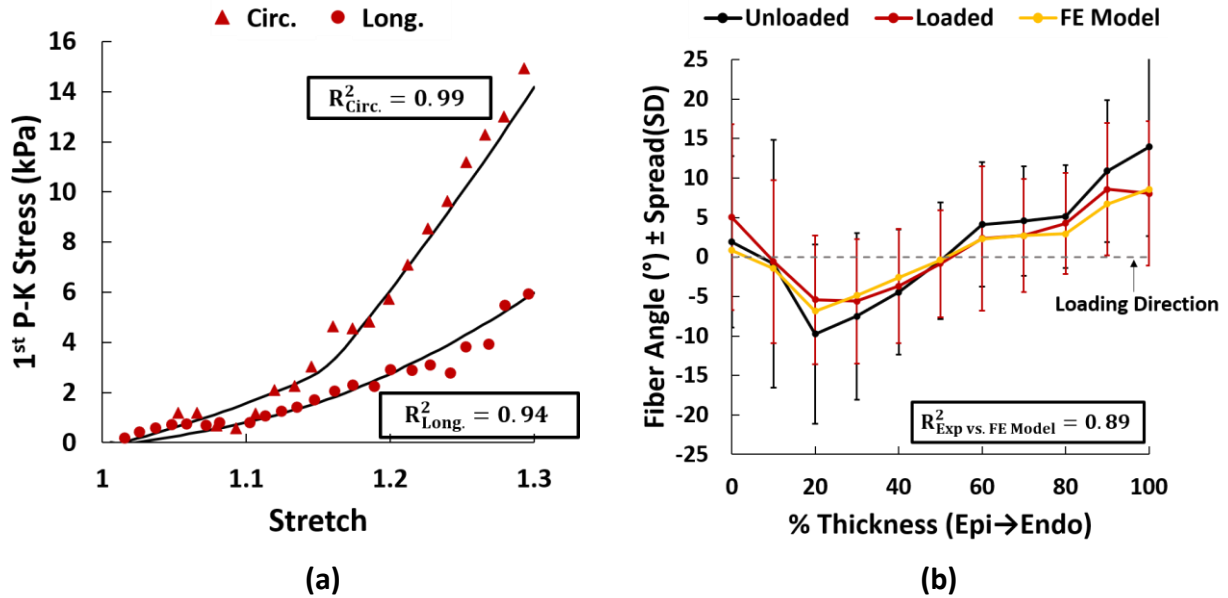 Circ. Long.
16
14
12
10
8
6
4
2
0
1 1.1 1.2 1.3
1st P-K Stress (kPa)
Stretch
R²Circ. = 0.99
R²Long. = 0.94
(a)
Unloaded Loaded FE Model
25
20
15
10
5
0
-5
-10
-15
-20
-25
0 20 40 60 80 100
Fiber Angle (°) ± Spread(SD)
% Thickness (Epi→Endo)
Loading Direction
R²Exp vs. FE Model = 0.89
(b)